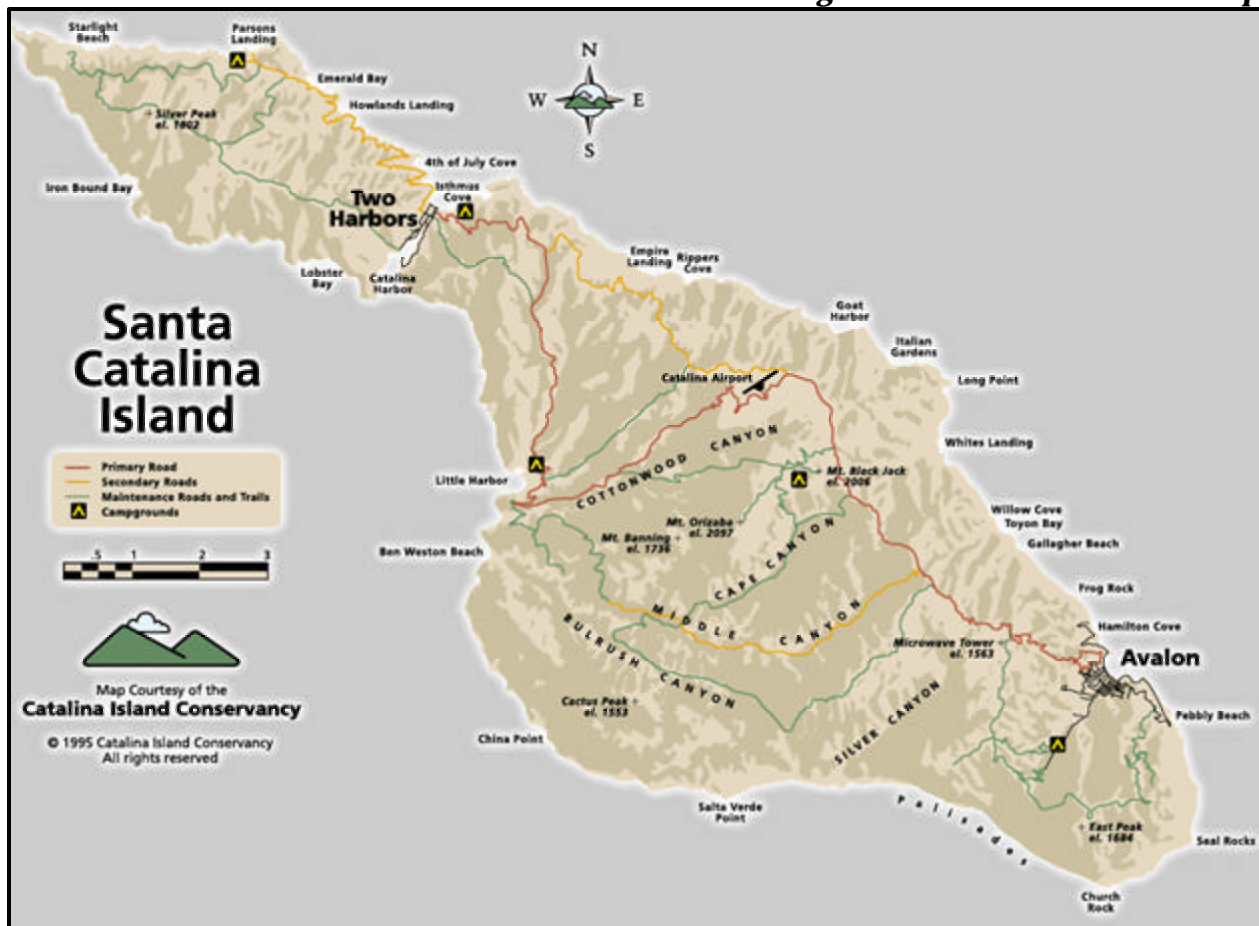 Starlight
Beach
Parsons
Landing
Emerald Bay
Howlands Landing
Silver Peak
el. 1802
4th of July Cove
Isthmus
Cove
Iron Bound Bay
Two
Harbors
Lobster
Bay
Catalina
Harbor
N
W
E
S
Empire
Landing
Rippers
Cove
Goat
Harbor
Italian
Gardens
Long Point
Catalina Airport
Whites Landing
Santa
Catalina
Island
Primary Road
Secondary Roads
Maintenance Roads and Trails
Campgrounds
.5 1 2 3
Little Harbor
COTTONWOOD CANYON
Mt. Black Jack
el. 2006
Mt. Orizaba
el. 2097
Mt. Banning
el. 1736
Willow Cove
Toyon Bay
Gallagher Beach
Ben Weston Beach
CAPE CANYON
Frog Rock
MIDDLE CANYON
BULRUSH CANYON
Hamilton Cove
Microwave Tower
el. 1563
Avalon
Map Courtesy of the
Catalina Island Conservancy
© 1995 Catalina Island Conservancy
All rights reserved
Cactus Peak
el. 1553
SILVER CANYON
Pebbly Beach
China Point
Salta Verde
Point
Palisades
East Peak
el. 1684
Seal Rocks
Church
Rock